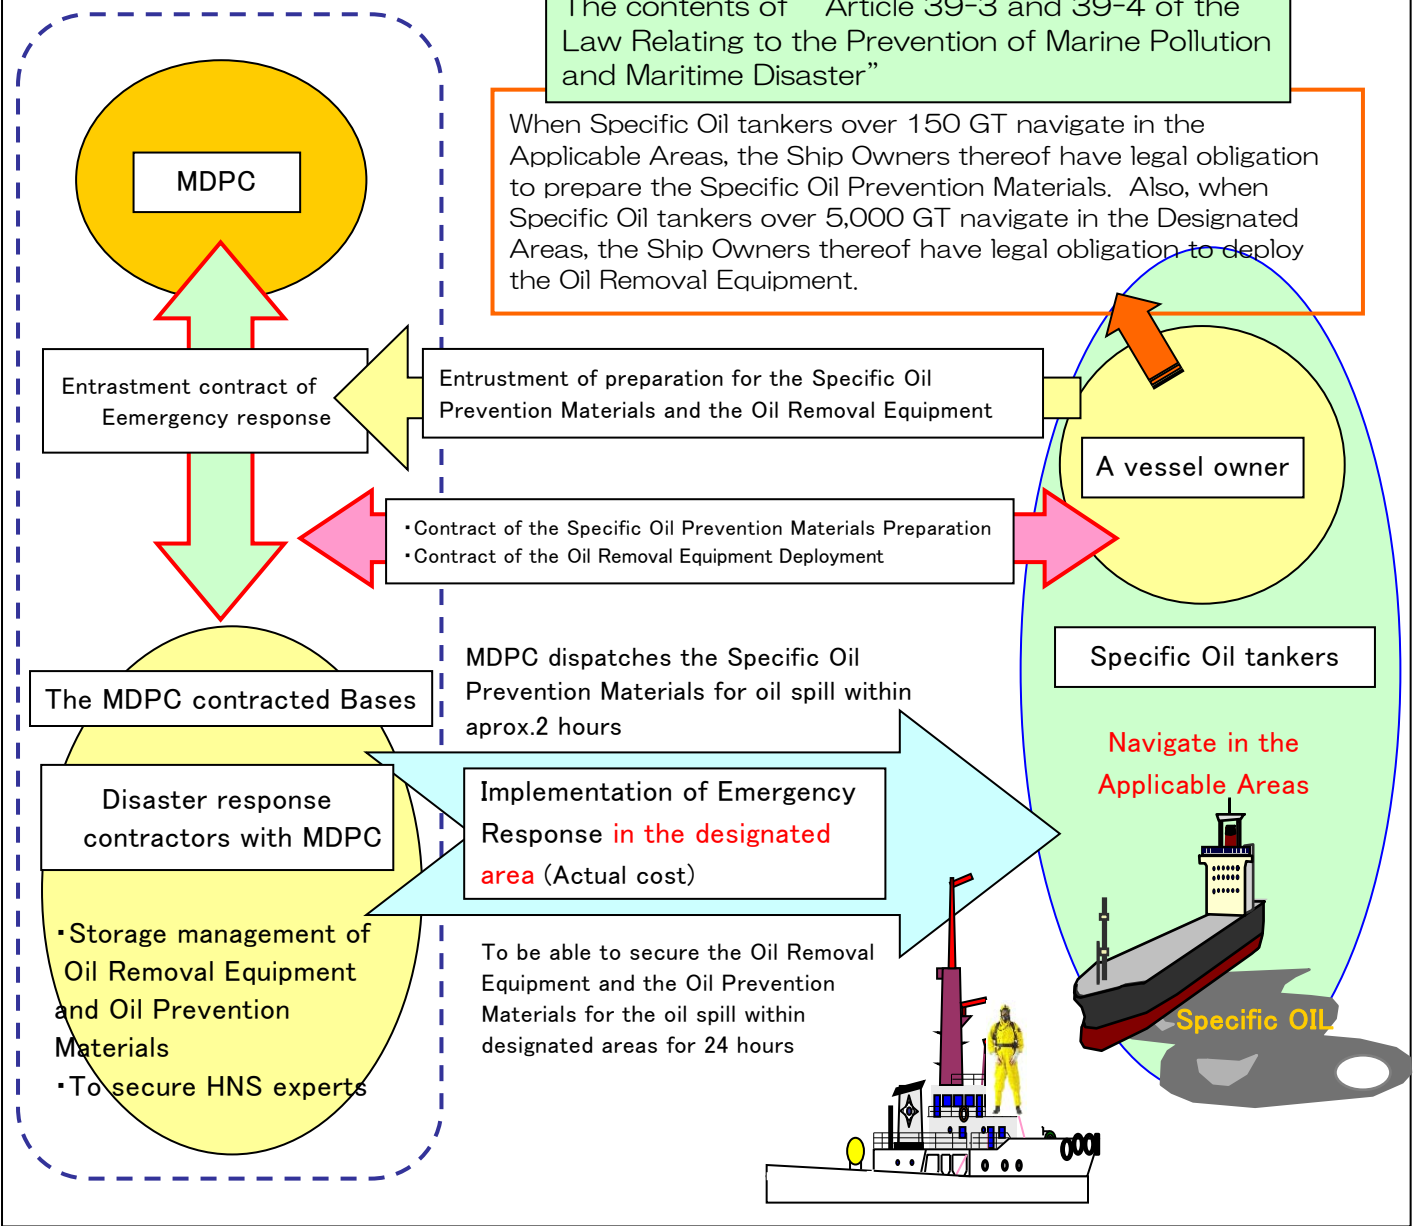 The contents of  Article 39-3 and 39-4 of the
Law Relating to the Prevention of Marine Pollution
and Maritime Disaster”
When Specific Oil tankers over 150 GT navigate in the
Applicable Areas, the Ship Owners thereof have legal obligation
to prepare the Specific Oil Prevention Materials. Also, when
Specific Oil tankers over 5,000 GT navigate in the Designated
Areas, the Ship Owners thereof have legal obligation to deploy
the Oil Removal Equipment.
MDPC
Entrastment contract of
Eemergency response
Entrustment of preparation for the Specific Oil
Prevention Materials and the Oil Removal Equipment
A vessel owner
・Contract of the Specific Oil Prevention Materials Preparation
・Contract of the Oil Removal Equipment Deployment
Specific Oil tankers
MDPC dispatches the Specific Oil
Prevention Materials for oil spill within
aprox.2 hours
The MDPC contracted Bases
Navigate in the
Applicable Areas
Disaster response
contractors with MDPC
Implementation of Emergency
Response in the designated
area (Actual cost)
・Storage management of
Oil Removal Equipment
and Oil Prevention
Materials
・To secure HNS experts
To be able to secure the Oil Removal
Equipment and the Oil Prevention
Materials for the oil spill within
designated areas for 24 hours
Specific OIL